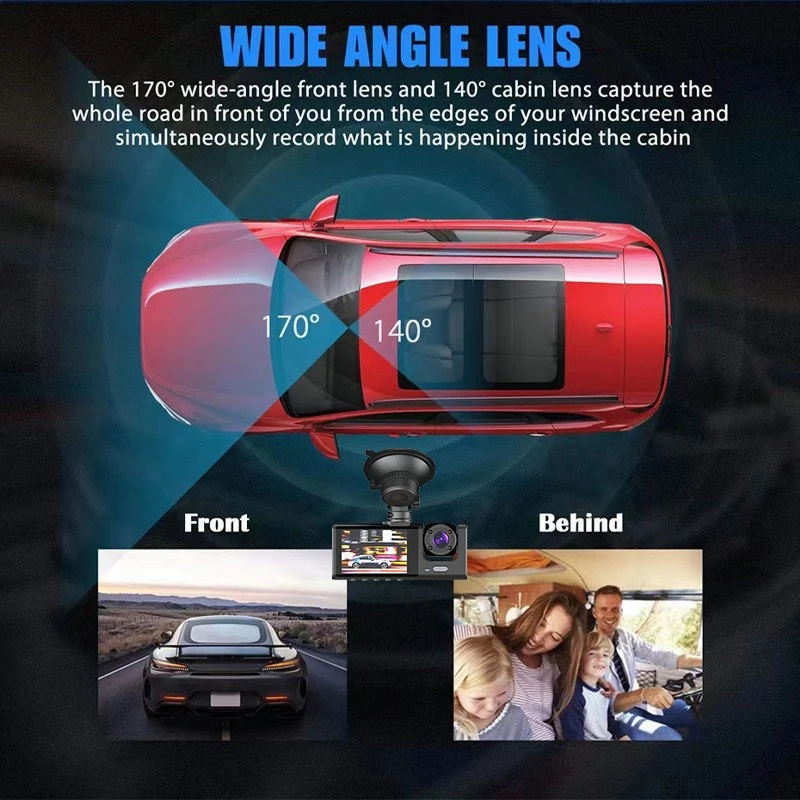 WIDE ANGLE LENS
The 170° wide-angle front lens and 140° cabin lens capture the
whole road in front of you from the edges of your windscreen and
simultaneously record what is happening inside the cabin
170°
140°
Front
Behind